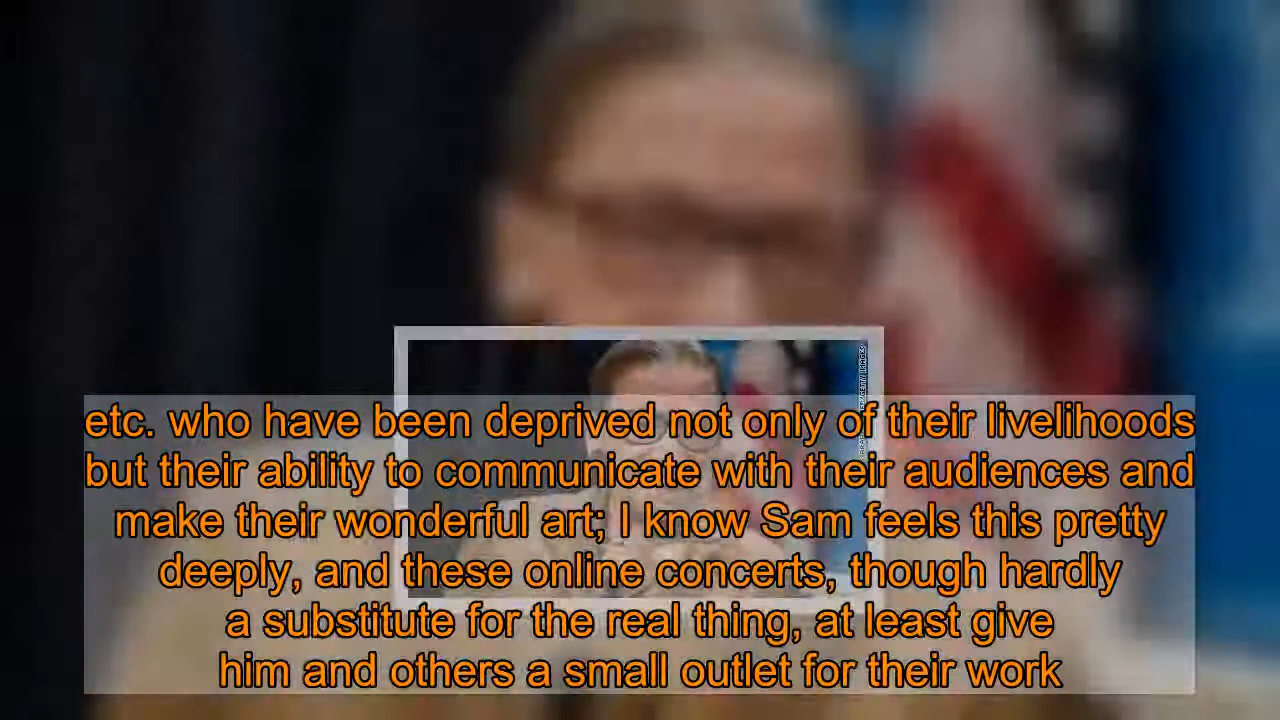 etc. who have been deprived not only of their livelihoods
but their ability to communicate with their audiences and
make their wonderful art; I know Sam feels this pretty
deeply, and these online concerts, though hardly
a substitute for the real thing, at least give
him and others a small outlet for their work